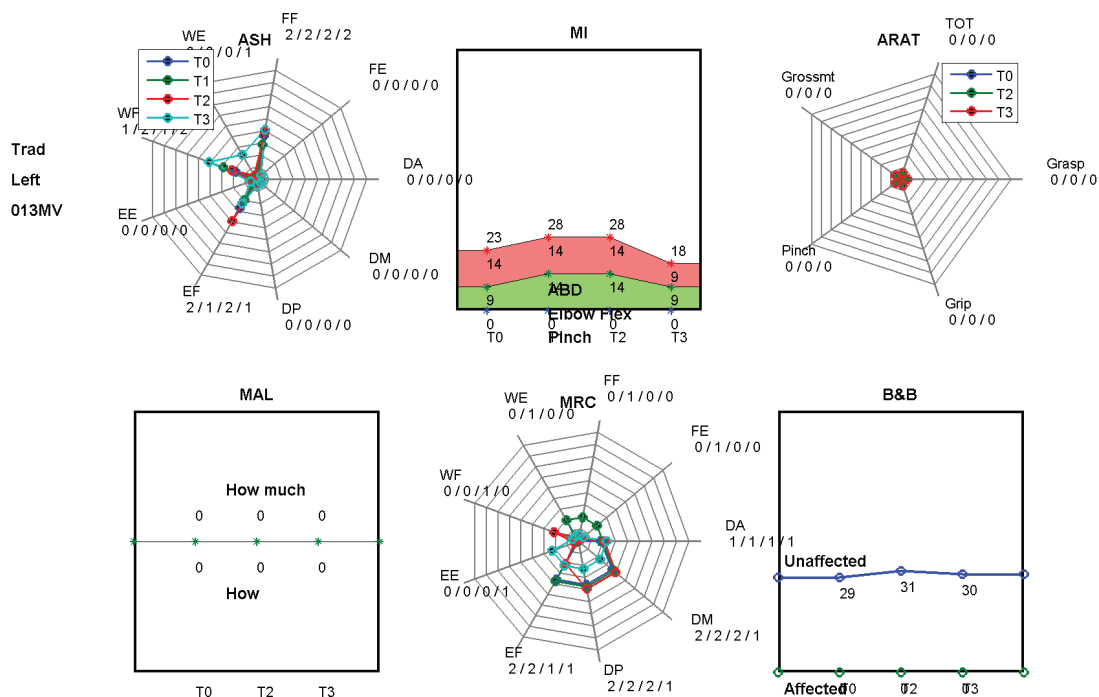 Trad
Left
013MV
ASH
FF
2 / 2 / 2 / 2
FE
0 / 0 / 0 / 0
DA
0 / 0 / 0 / 0
DM
0 / 0 / 0 / 0
DP
0 / 0 / 0 / 0
EF
2 / 1 / 2 / 1
EE
0 / 0 / 0 / 0
WF
1 / 2 / 1 / 2
WE
T0
T1
T2
T3
MI
23
28
28
18
14
14
14
9
9
14
14
9
0
0
0
0
ABD
Elbow Flex
Pinch
T0
T2
T3
ARAT
TOT
0 / 0 / 0
Grossmt
0 / 0 / 0
Grasp
0 / 0 / 0
Pinch
0 / 0 / 0
Grip
0 / 0 / 0
T0
T2
T3
MAL
How much
0
0
0
0
0
0
How
T0
T2
T3
MRC
FF
0 / 1 / 0 / 0
FE
0 / 1 / 0 / 0
DA
1 / 1 / 1 / 1
DM
2 / 2 / 2 / 1
DP
2 / 2 / 2 / 1
EF
2 / 2 / 1 / 1
EE
0 / 0 / 0 / 1
WF
0 / 0 / 1 / 0
WE
0 / 1 / 0 / 0
B&B
Unaffected
29
31
30
Affected
T0
T2
T3